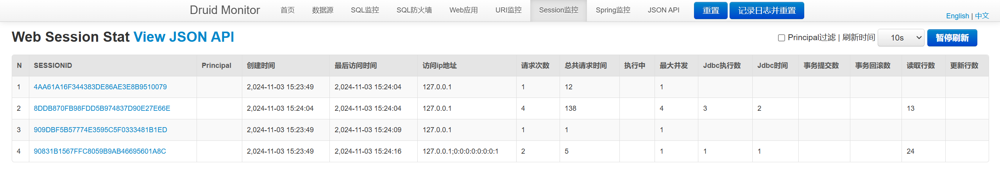 Druid Monitor 首页 数据源 SQL监控 SQL防火墙 Web应用 URI监控 Session监控 Spring监控 JSON API 重置 记录日志并重置
English | 中文
Web Session Stat View JSON API Principal过滤 | 刷新时间 10s 暂停刷新
N SESSIONID Principal 创建时间 最后访问时间 访问ip地址 请求次数 总共请求时间 执行中 最大并发 Jdbc执行数 Jdbc时间 事务提交数 事务回滚数 读取行数 更新行数
1 4AA61A16F344383DE86AE3E8B9510079 2,024-11-03 15:23:49 2,024-11-03 15:24:04 127.0.0.1 1 12 1
2 8DDB870FB98FDD5B974837D90E27E66E 2,024-11-03 15:24:04 2,024-11-03 15:24:04 127.0.0.1 4 138 4 3 2 13
3 909DBF5B57774E3595C5F0333481B1ED 2,024-11-03 15:23:49 2,024-11-03 15:24:09 127.0.0.1 1 1 1
4 90831B1567FFC8059B9AB46695601A8C 2,024-11-03 15:23:49 2,024-11-03 15:24:16 127.0.0.1;0:0:0:0:0:0:0:1 2 5 1 1 1 24